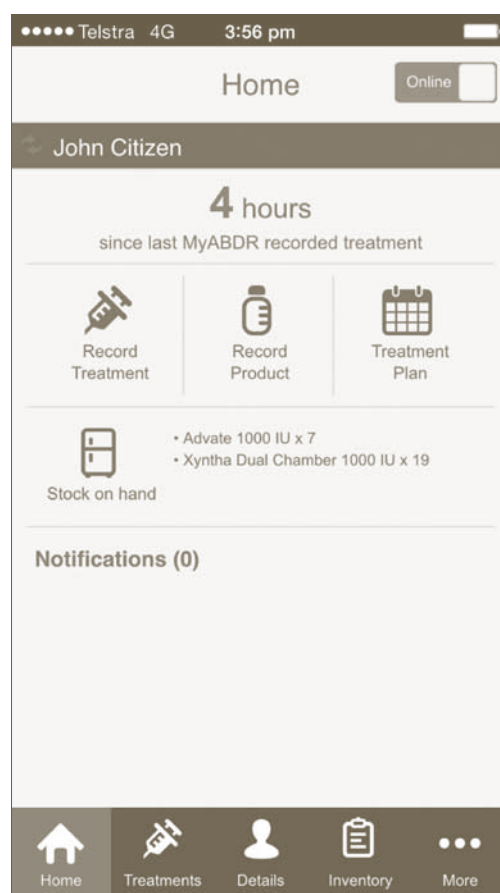 Telstra 4G 3:56 pm
Home
Online
John Citizen
4 hours
since last MyABDR recorded treatment
Record
Treatment
Record
Product
Treatment
Plan
Stock on hand
• Advate 1000 IU x 7
• Xyntha Dual Chamber 1000 IU x 19
Notifications (0)
Home Treatments Details Inventory More